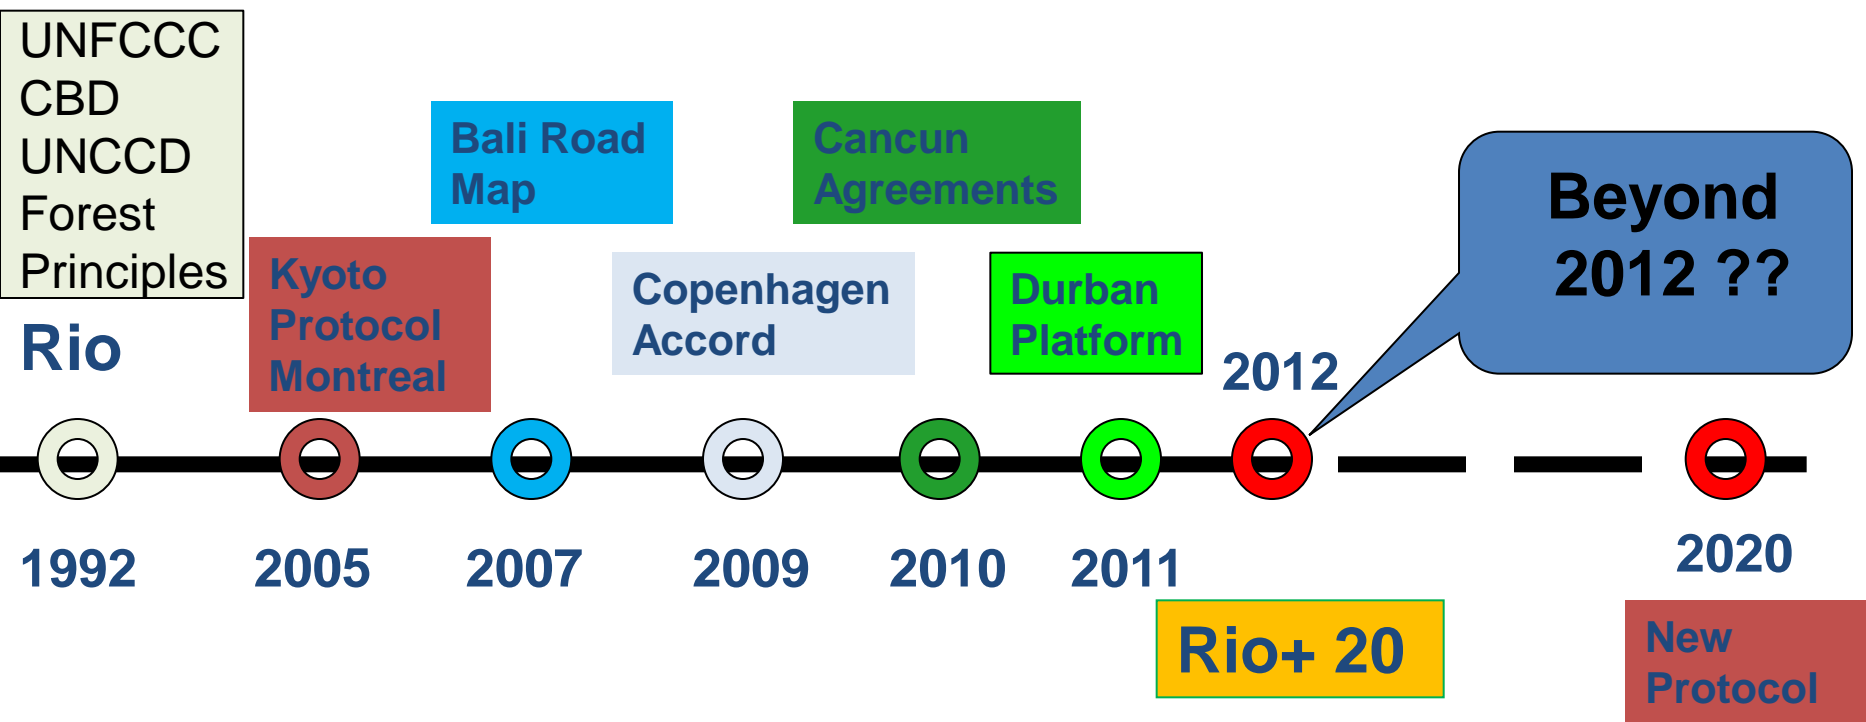 UNFCCC
CBD
UNCCD
Forest
Principles
Rio
Kyoto
Protocol
Montreal
Bali Road
Map
Copenhagen
Accord
Cancun
Agreements
Durban
Platform
2012
Beyond
2012 ??
1992
2005
2007
2009
2010
2011
2020
Rio+ 20
New
Protocol